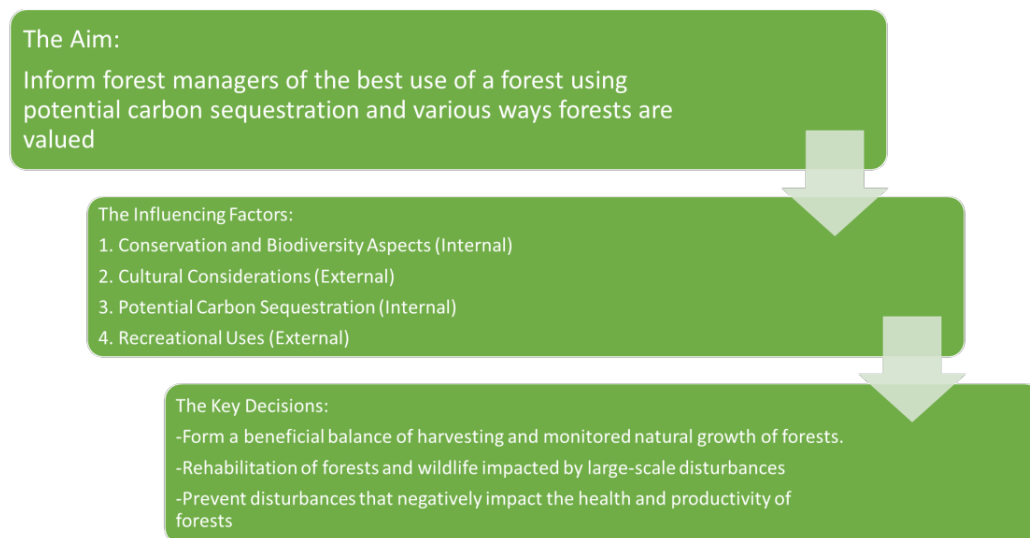 The Aim:
Inform forest managers of the best use of a forest using
potential carbon sequestration and various ways forests are
valued
The Influencing Factors:
1. Conservation and Biodiversity Aspects (Internal)
2. Cultural Considerations (External)
3. Potential Carbon Sequestration (Internal)
4. Recreational Uses (External)
The Key Decisions:
-Form a beneficial balance of harvesting and monitored natural growth of forests.
-Rehabilitation of forests and wildlife impacted by large-scale disturbances
-Prevent disturbances that negatively impact the health and productivity of
forests